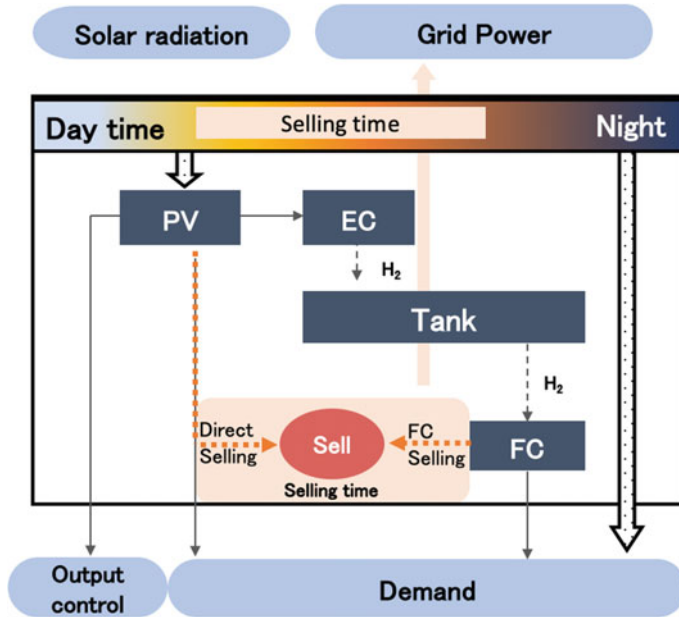 Solar radiation
Grid Power
Day time
Selling time
Night
PV
EC
H₂
Tank
H₂
Direct
Selling
Sell
FC
Selling
FC
Selling time
Output
control
Demand